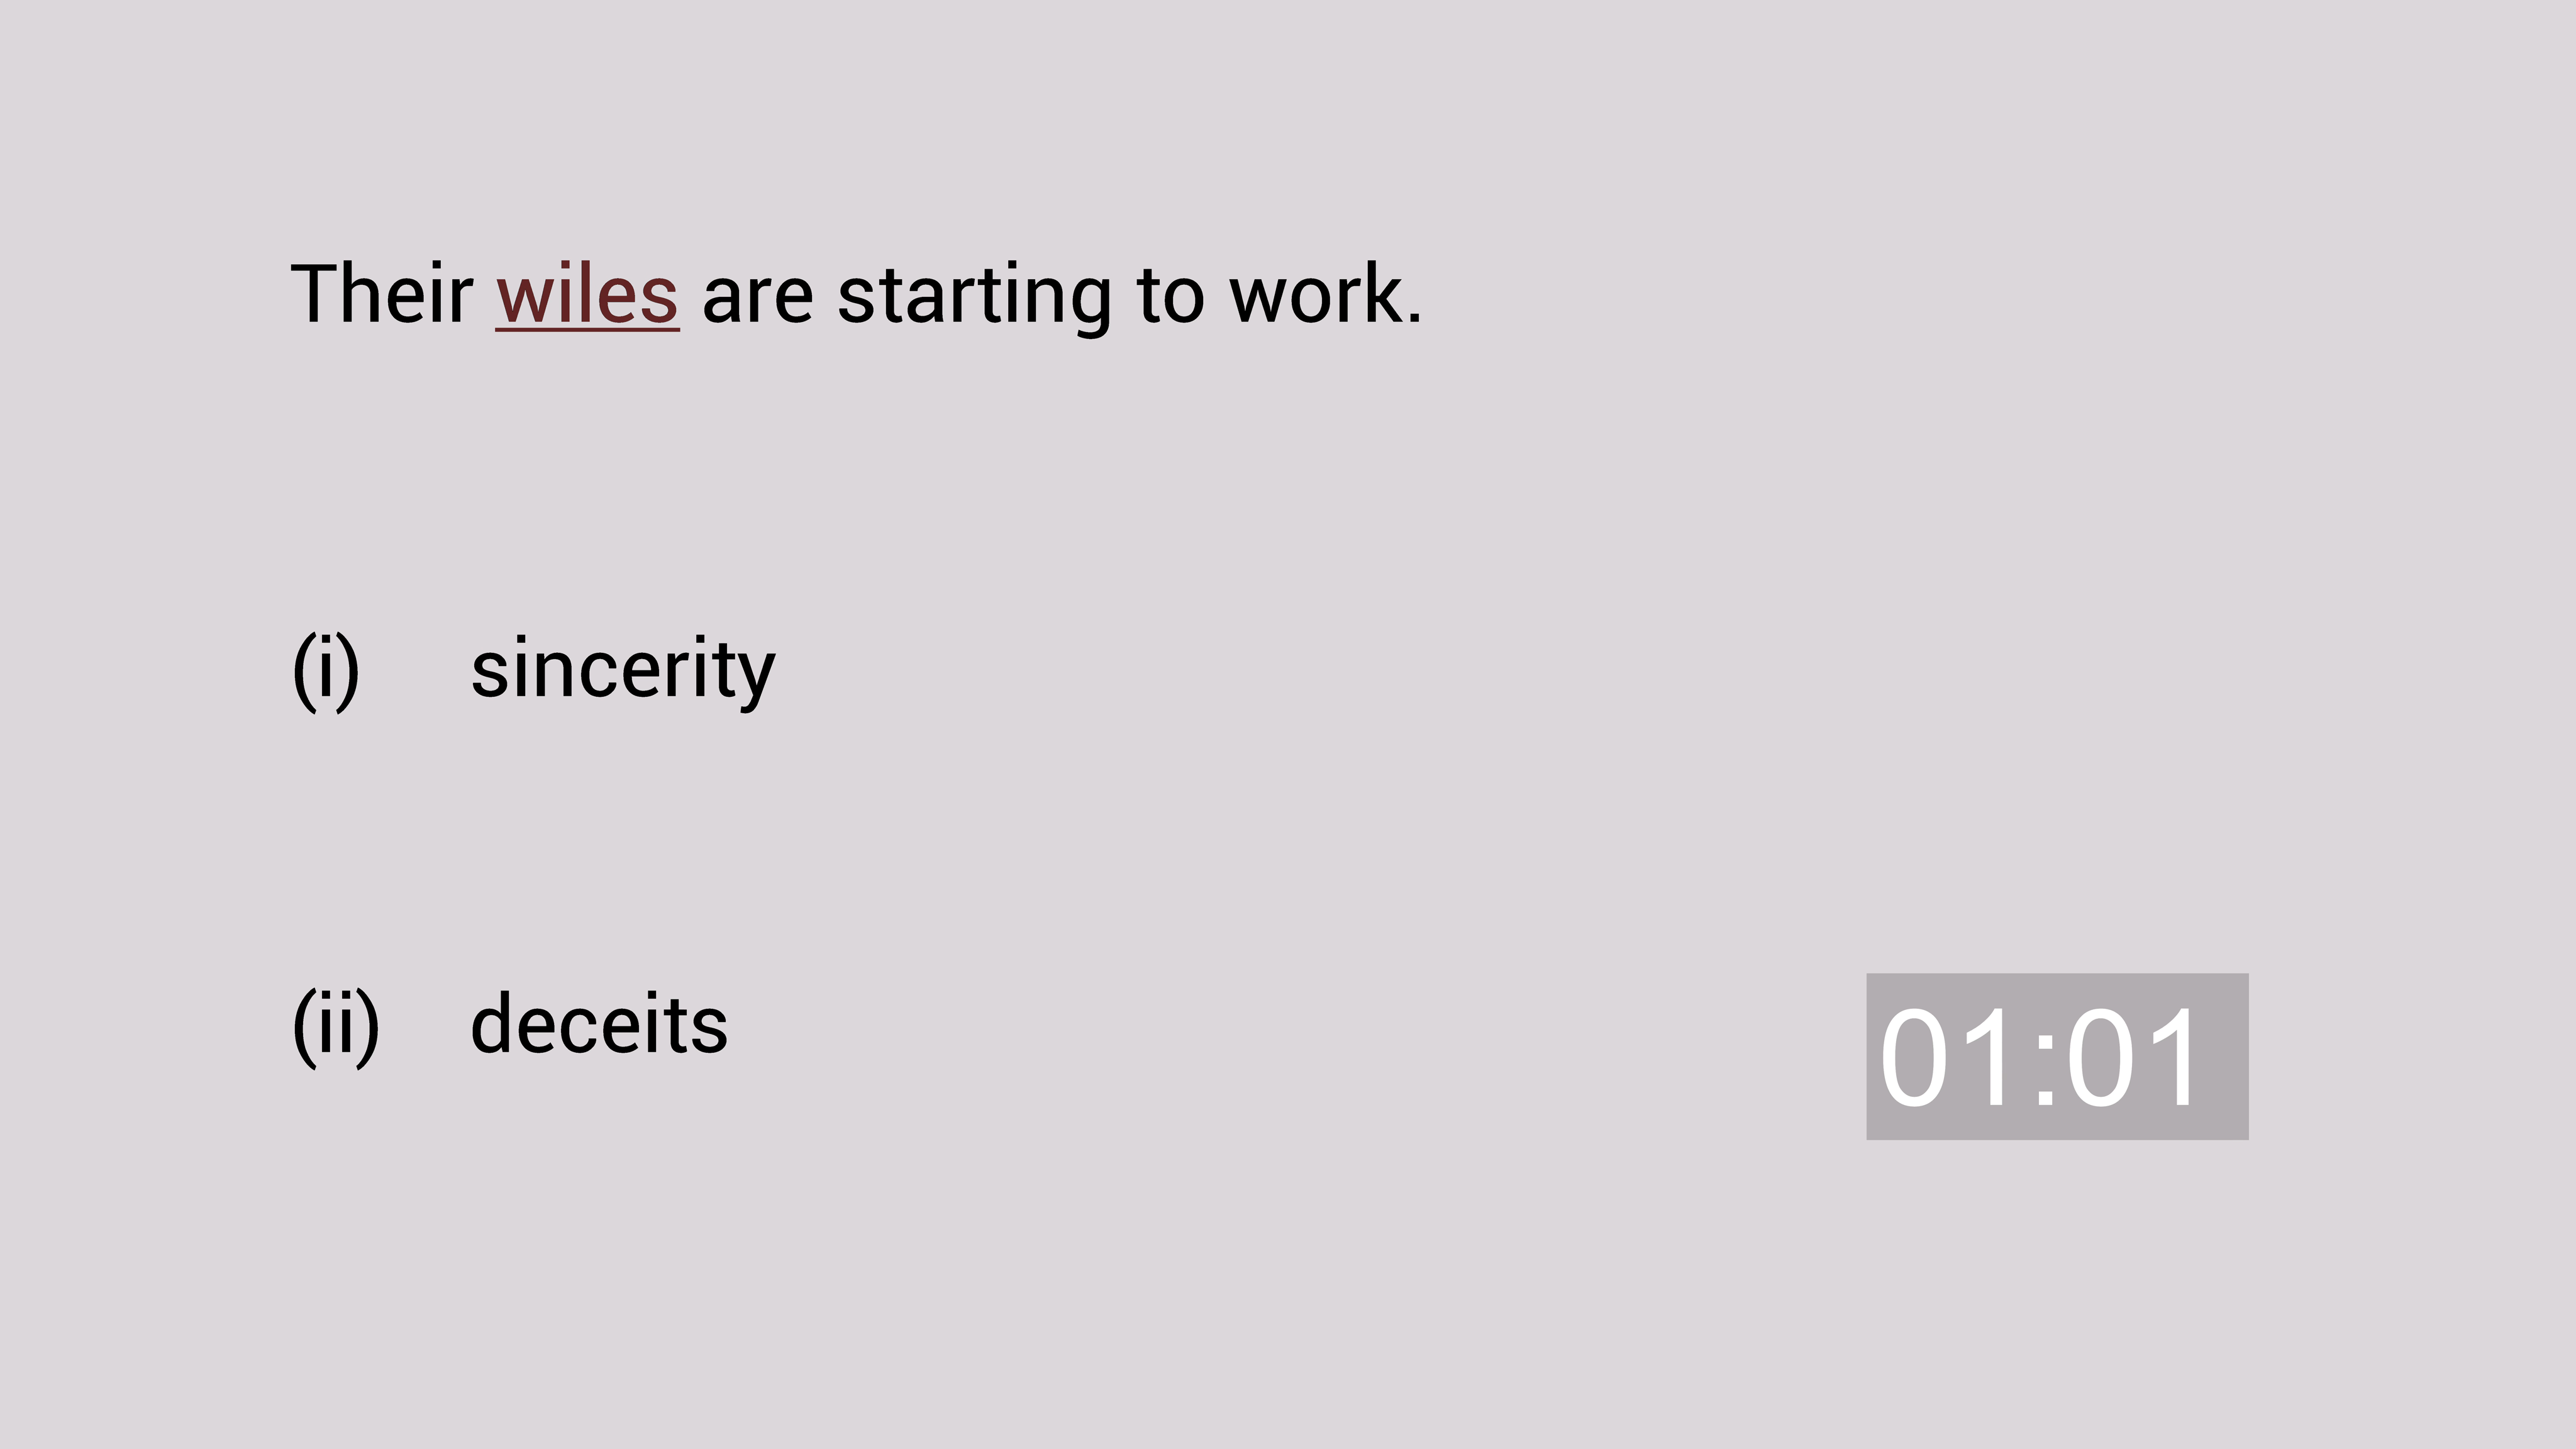 Their wiles are starting to work.
(i) sincerity
(ii) deceits
01:01